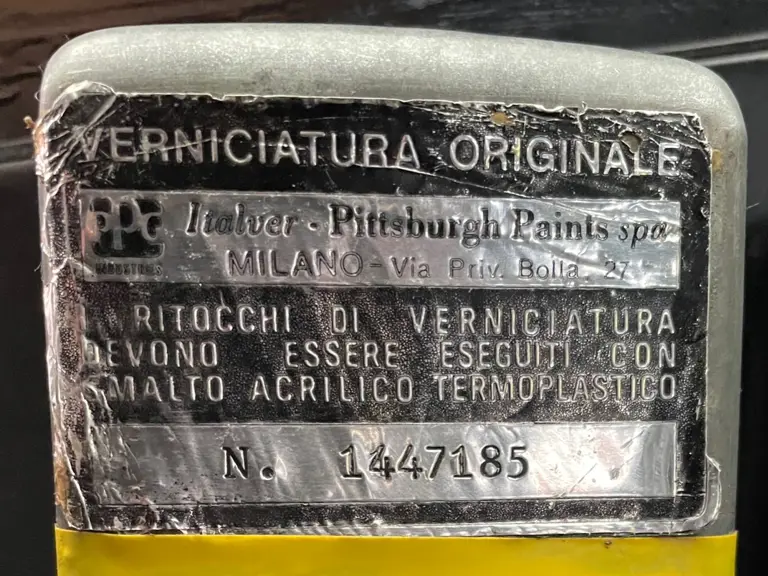 VERNICIATURA ORIGINALE
PPG Italver - Pittsburgh Paints spa
INDUSTRIES MILANO - Via Priv. Bolla. 27
I RITOCCHI DI VERNICIATURA
DEVONO ESSERE ESEGUITI CON
SMALTO ACRILICO TERMOPLASTICO
N. 1447185